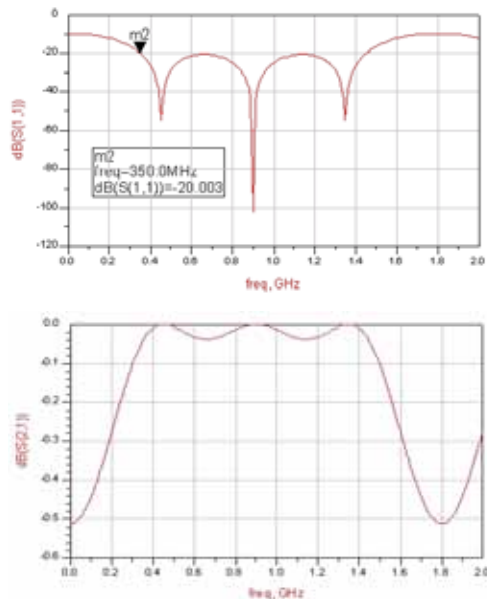 0
m2
-20
-40
-60
-80
-100
-120
dB(S(1,1))
m2
freq=350.0MHz
dB(S(1,1))=-20.003
0.0 0.2 0.4 0.6 0.8 1.0 1.2 1.4 1.6 1.8 2.0
freq, GHz
0.0
-0.1
-0.2
-0.3
-0.4
-0.5
-0.6
dB(S(2,1))
0.0 0.2 0.4 0.6 0.8 1.0 1.2 1.4 1.6 1.8 2.0
freq, GHz